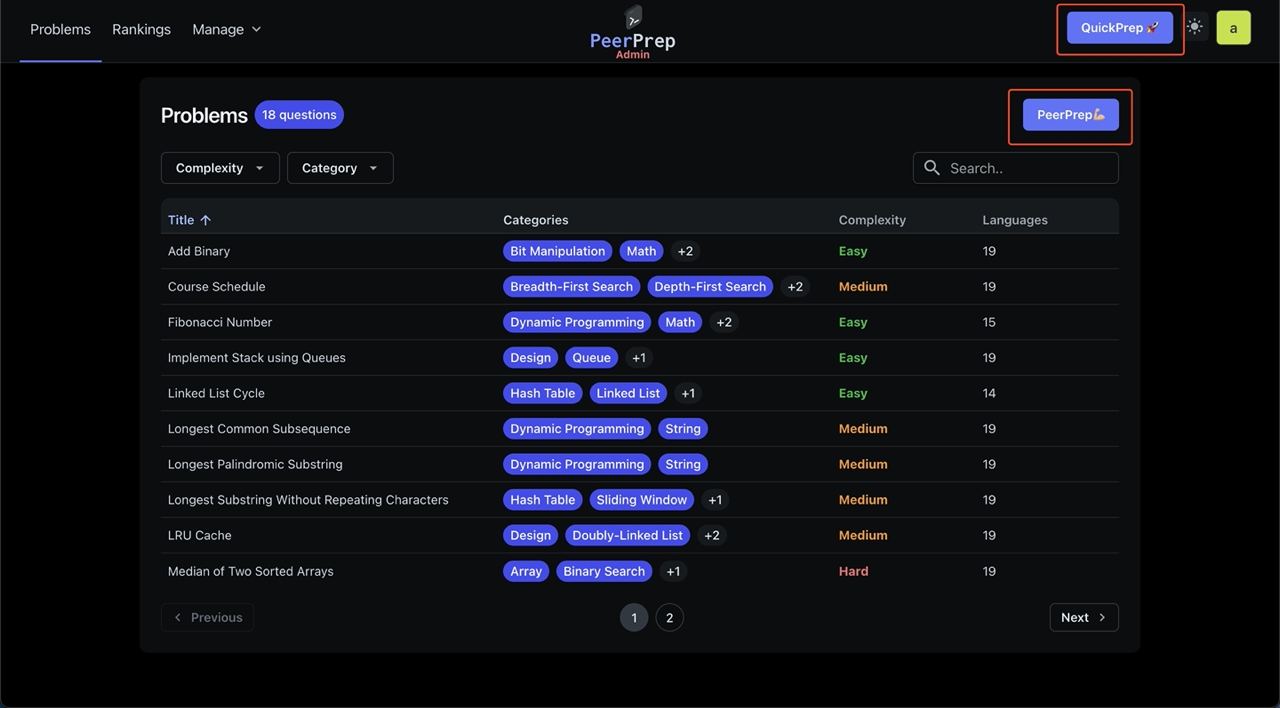 Problems Rankings Manage
PeerPrep
Admin
QuickPrep 🚀
a
Problems 18 questions
PeerPrep💪
Complexity Category
Search..
Title Categories Complexity Languages
Add Binary Bit Manipulation Math +2 Easy 19
Course Schedule Breadth-First Search Depth-First Search +2 Medium 19
Fibonacci Number Dynamic Programming Math +2 Easy 15
Implement Stack using Queues Design Queue +1 Easy 19
Linked List Cycle Hash Table Linked List +1 Easy 14
Longest Common Subsequence Dynamic Programming String Medium 19
Longest Palindromic Substring Dynamic Programming String Medium 19
Longest Substring Without Repeating Characters Hash Table Sliding Window +1 Medium 19
LRU Cache Design Doubly-Linked List +2 Medium 19
Median of Two Sorted Arrays Array Binary Search +1 Hard 19
Previous 1 2 Next